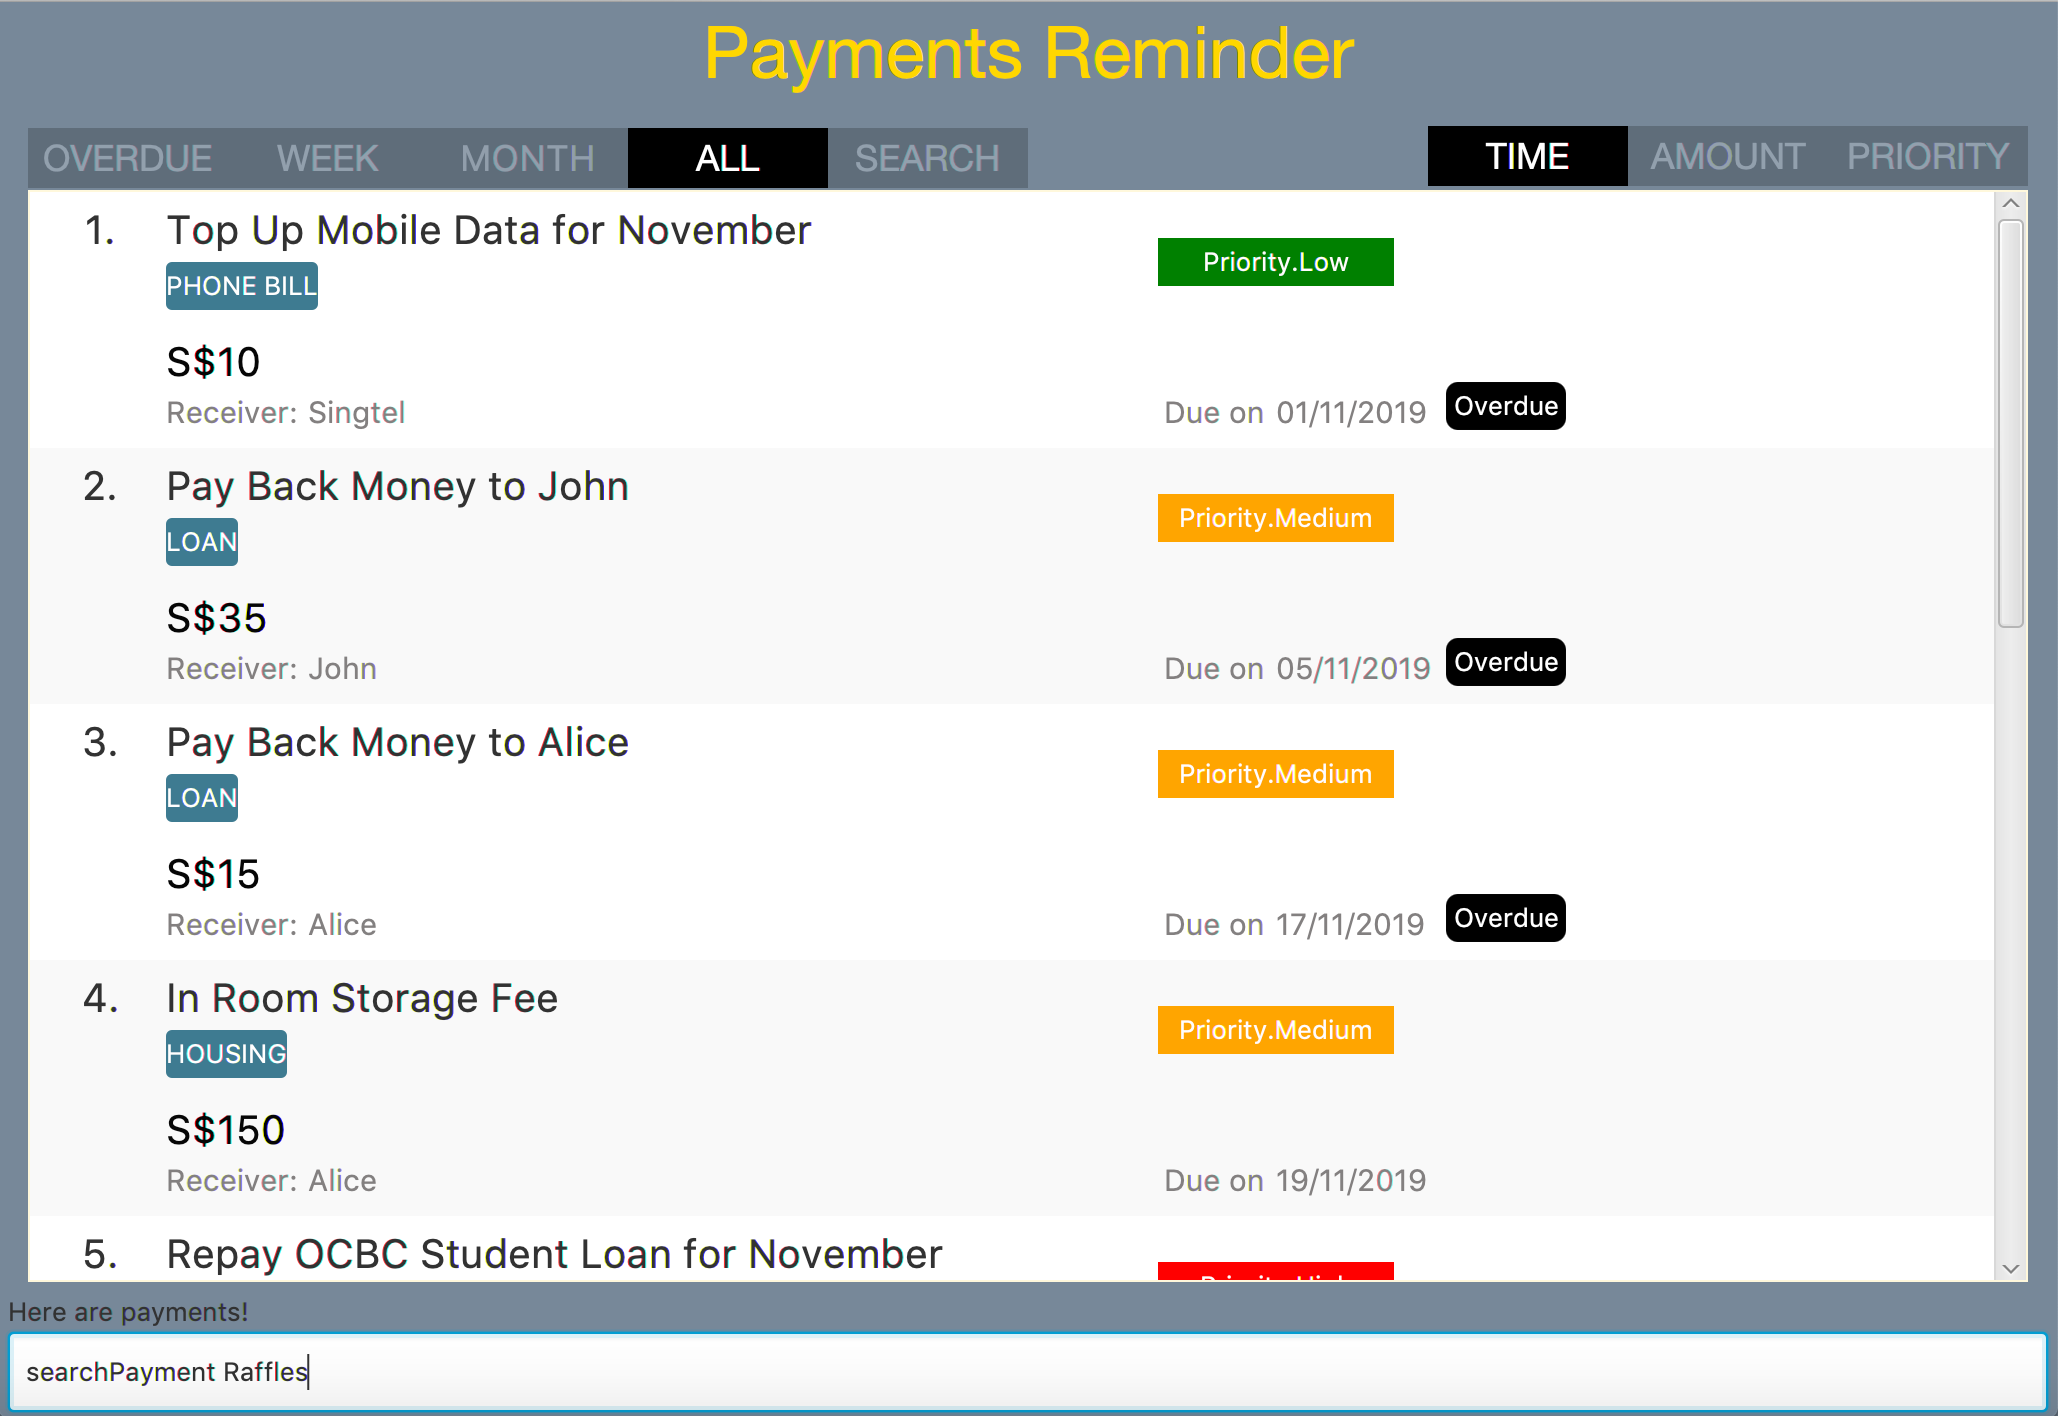 Payments Reminder
OVERDUE WEEK MONTH ALL SEARCH TIME AMOUNT PRIORITY
1. Top Up Mobile Data for November
Priority.Low
PHONE BILL
S$10
Receiver: Singtel Due on 01/11/2019 Overdue
2. Pay Back Money to John
Priority.Medium
LOAN
S$35
Receiver: John Due on 05/11/2019 Overdue
3. Pay Back Money to Alice
Priority.Medium
LOAN
S$15
Receiver: Alice Due on 17/11/2019 Overdue
4. In Room Storage Fee
Priority.Medium
HOUSING
S$150
Receiver: Alice Due on 19/11/2019
5. Repay OCBC Student Loan for November
Here are payments!
searchPayment Raffles